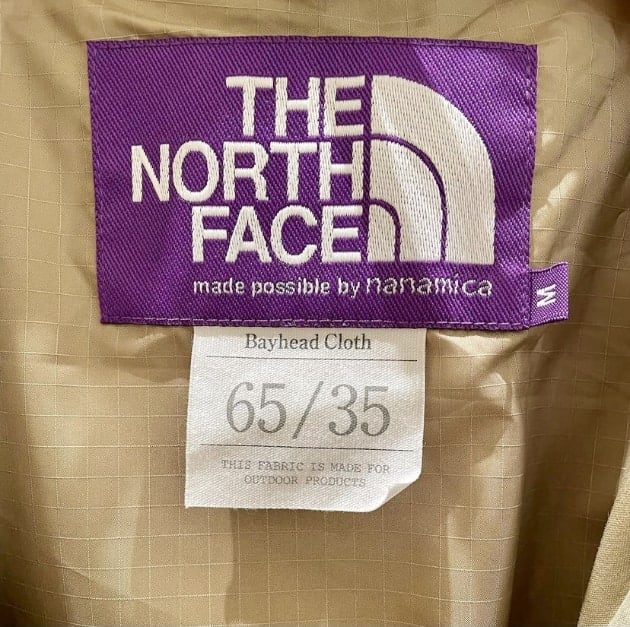 THE
NORTH
FACE
made possible by nanamica
M
Bayhead Cloth
65/35
THIS FABRIC IS MADE FOR
OUTDOOR PRODUCTS